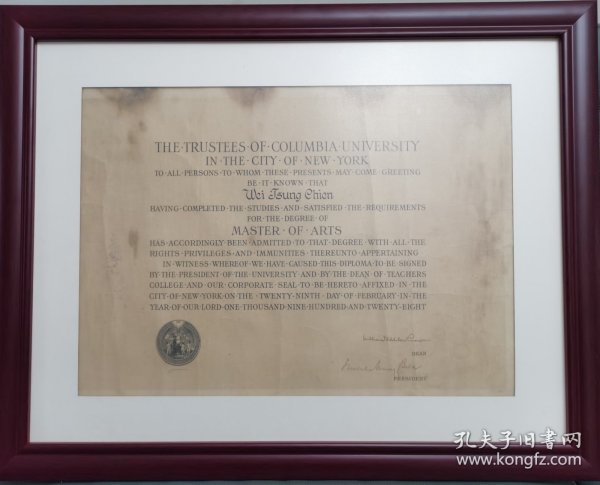 THE·TRUSTEES·OF·COLUMBIA·UNIVERSITY
IN·THE·CITY·OF·NEW·YORK
TO·ALL·PERSONS·TO·WHOM·THESE·PRESENTS·MAY·COME·GREETING
BE·IT·KNOWN·THAT
Wei Tsung Chien
HAVING·COMPLETED·THE·STUDIES·AND·SATISFIED·THE·REQUIREMENTS
FOR·THE·DEGREE·OF
MASTER·OF·ARTS
HAS·ACCORDINGLY·BEEN·ADMITTED·TO·THAT·DEGREE·WITH·ALL·THE
RIGHTS·PRIVILEGES·AND·IMMUNITIES·THEREUNTO·APPERTAINING
IN·WITNESS·WHEREOF·WE·HAVE·CAUSED·THIS·DIPLOMA·TO·BE·SIGNED
BY·THE·PRESIDENT·OF·THE·UNIVERSITY·AND·BY·THE·DEAN·OF·TEACHERS
COLLEGE·AND·OUR·CORPORATE·SEAL·TO·BE·HERETO·AFFIXED·IN·THE
CITY·OF·NEW·YORK·ON·THE·TWENTY·NINTH·DAY·OF·FEBRUARY·IN·THE
YEAR·OF·OUR·LORD·ONE·THOUSAND·NINE·HUNDRED·AND·TWENTY·EIGHT
DEAN
PRESIDENT
孔夫子旧书网
www.kongfz.com